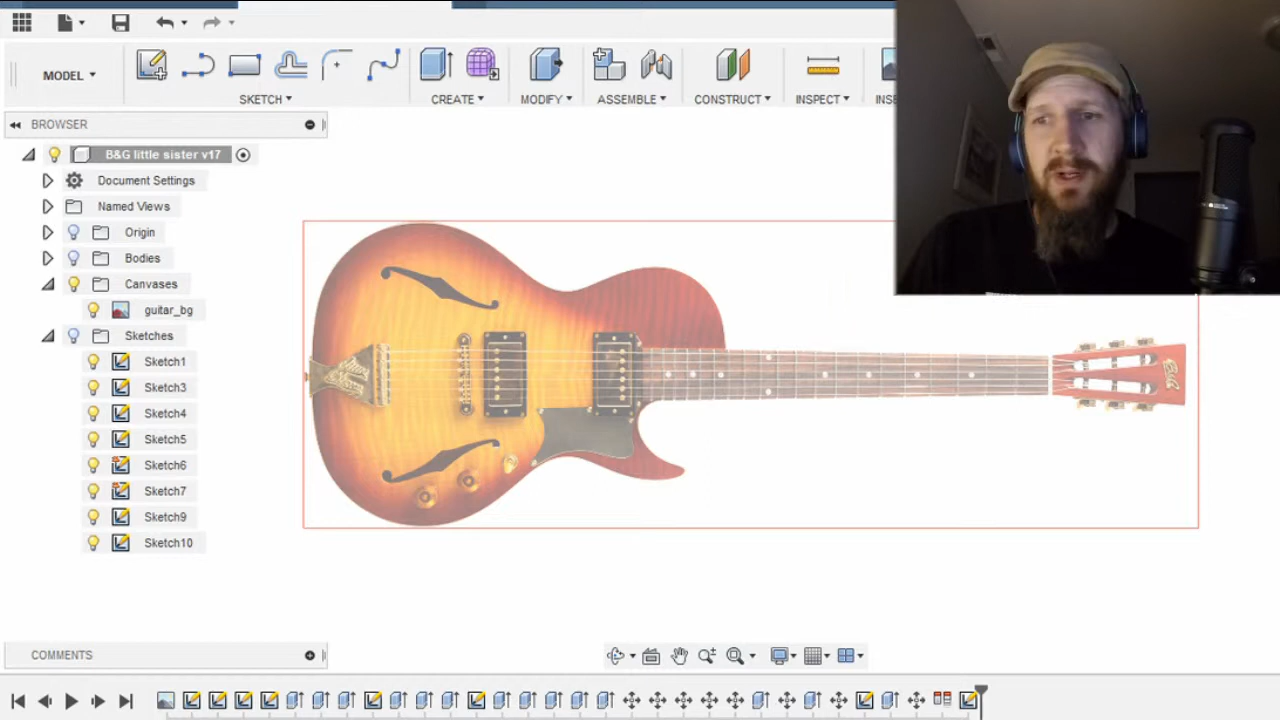 MODEL
SKETCH
CREATE
MODIFY
ASSEMBLE
CONSTRUCT
INSPECT
INSE
BROWSER
B&G little sister v17
Document Settings
Named Views
Origin
Bodies
Canvases
guitar_bg
Sketches
Sketch1
Sketch3
Sketch4
Sketch5
Sketch6
Sketch7
Sketch9
Sketch10
B&G
COMMENTS